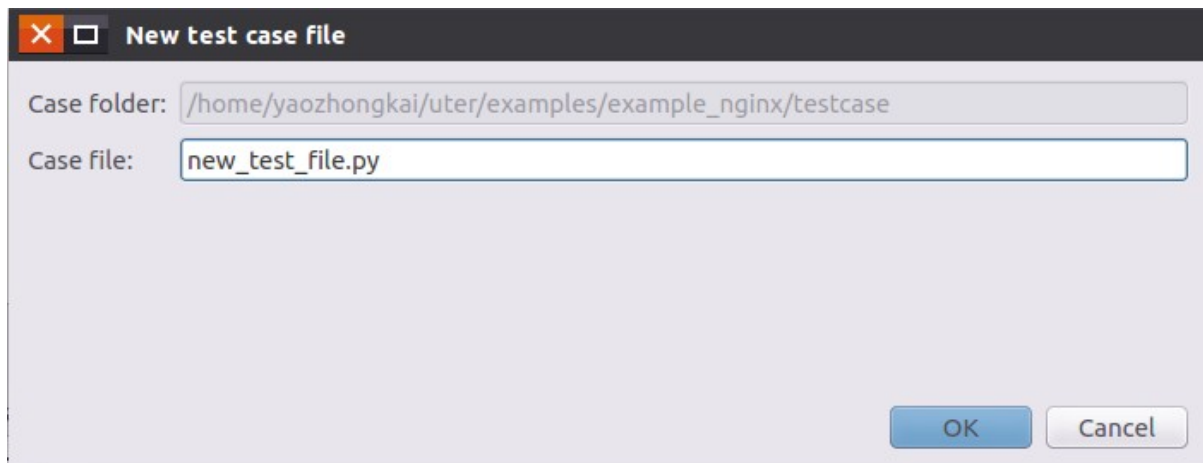 New test case file
Case folder: /home/yaozhongkai/uter/examples/example_nginx/testcase
Case file: new_test_file.py
OK Cancel